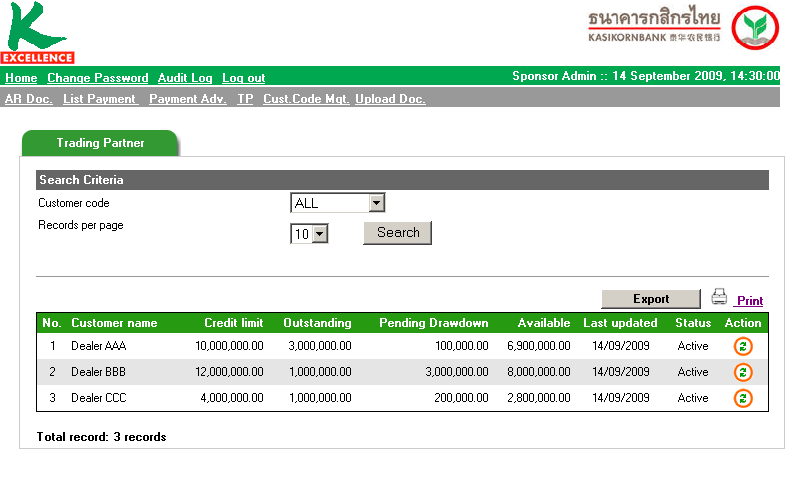 K
EXCELLENCE
ธนาคารกสิกรไทย
KASIKORNBANK 泰华农民银行
Home Change Password Audit Log Log out Sponsor Admin :: 14 September 2009, 14:30:00
AR Doc. List Payment Payment Adv. TP Cust.Code Mgt. Upload Doc.
Trading Partner
Search Criteria
Customer code ALL
Records per page 10 Search
Export Print
No. Customer name Credit limit Outstanding Pending Drawdown Available Last updated Status Action
1 Dealer AAA 10,000,000.00 3,000,000.00 100,000.00 6,900,000.00 14/09/2009 Active
2 Dealer BBB 12,000,000.00 1,000,000.00 3,000,000.00 8,000,000.00 14/09/2009 Active
3 Dealer CCC 4,000,000.00 1,000,000.00 200,000.00 2,800,000.00 14/09/2009 Active
Total record: 3 records